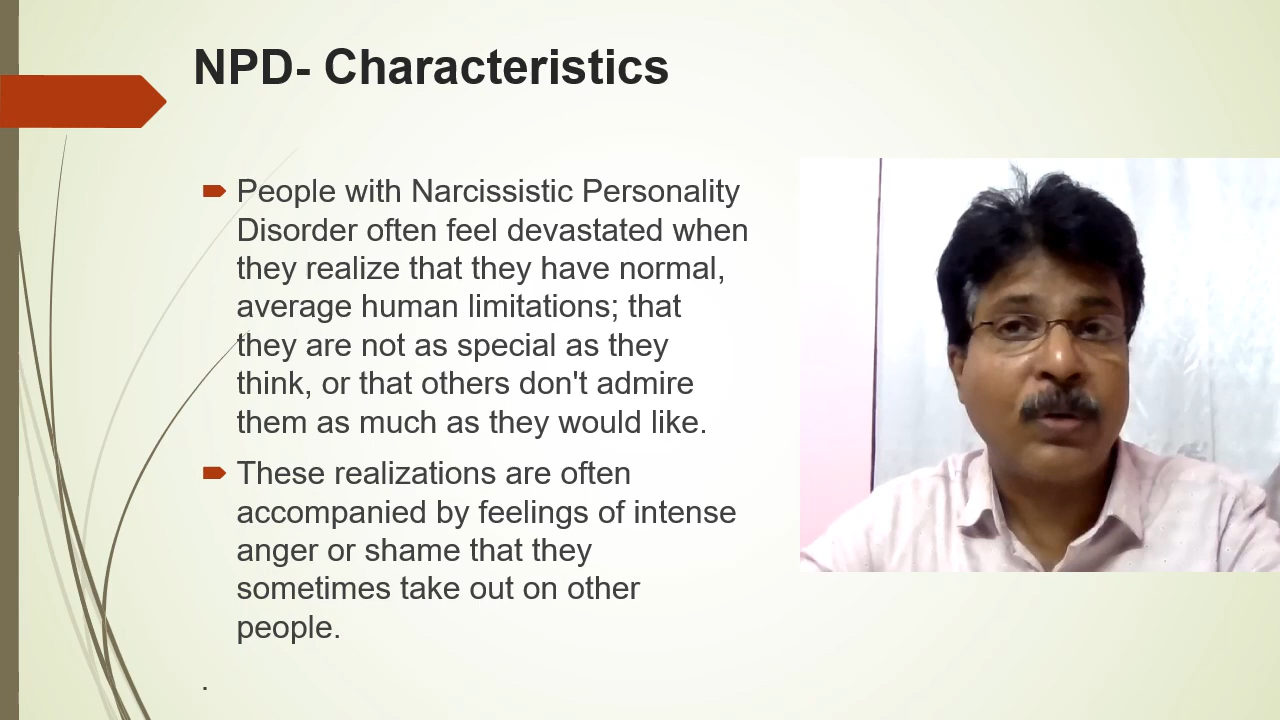 NPD- Characteristics
People with Narcissistic Personality
Disorder often feel devastated when
they realize that they have normal,
average human limitations; that
they are not as special as they
think, or that others don't admire
them as much as they would like.
These realizations are often
accompanied by feelings of intense
anger or shame that they
sometimes take out on other
people.
.